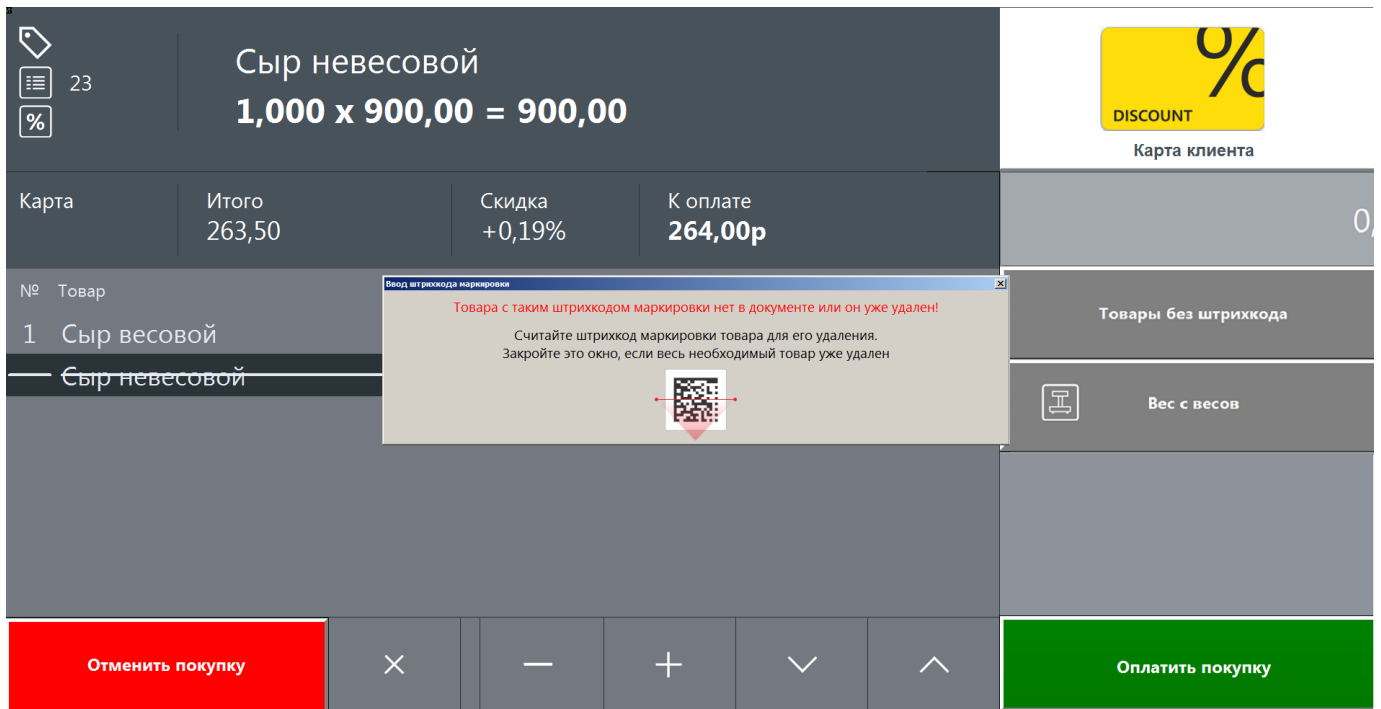 23
%
Сыр невесовой
1,000 x 900,00 = 900,00
%
DISCOUNT
Карта клиента
Карта
Итого
263,50
Скидка
+0,19%
К оплате
264,00р
0,
№ Товар
1 Сыр весовой
Сыр невесовой
Ввод штрихкода маркировки
Товара с таким штрихкодом маркировки нет в документе или он уже удален!
Считайте штрихкод маркировки товара для его удаления.
Закройте это окно, если весь необходимый товар уже удален
Товары без штрихкода
Вес с весов
Отменить покупку
Оплатить покупку